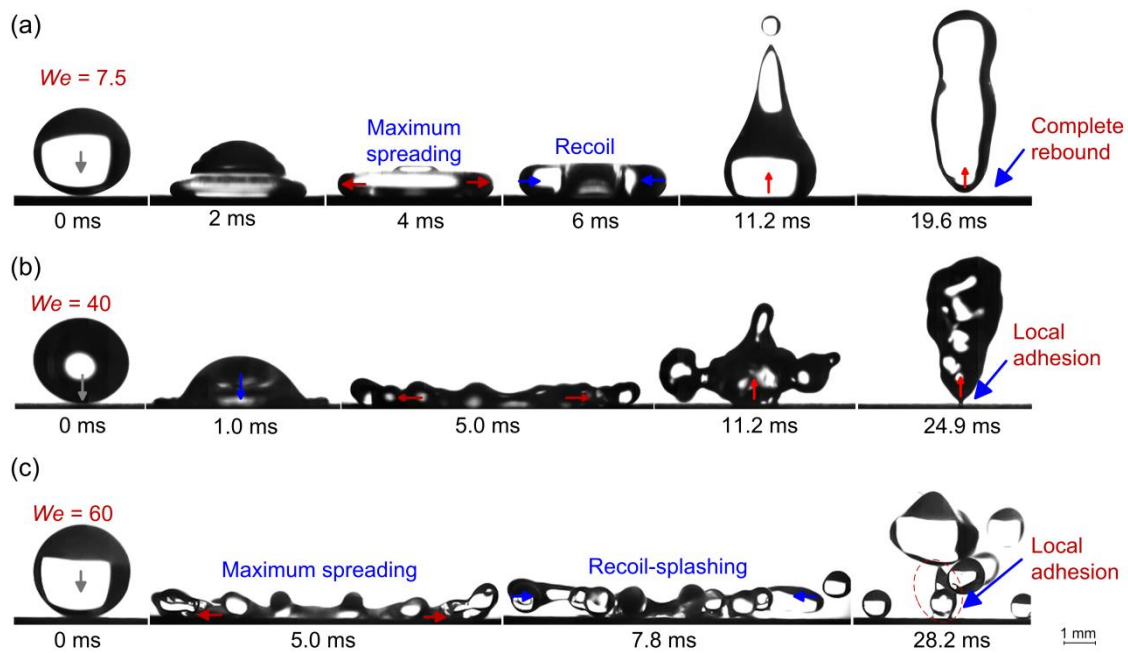 (a)
We = 7.5
Maximum
spreading
Recoil
Complete
rebound
0 ms
2 ms
4 ms
6 ms
11.2 ms
19.6 ms
(b)
We = 40
Local
adhesion
0 ms
1.0 ms
5.0 ms
11.2 ms
24.9 ms
(c)
We = 60
Maximum spreading
Recoil-splashing
Local
adhesion
0 ms
5.0 ms
7.8 ms
28.2 ms
1 mm